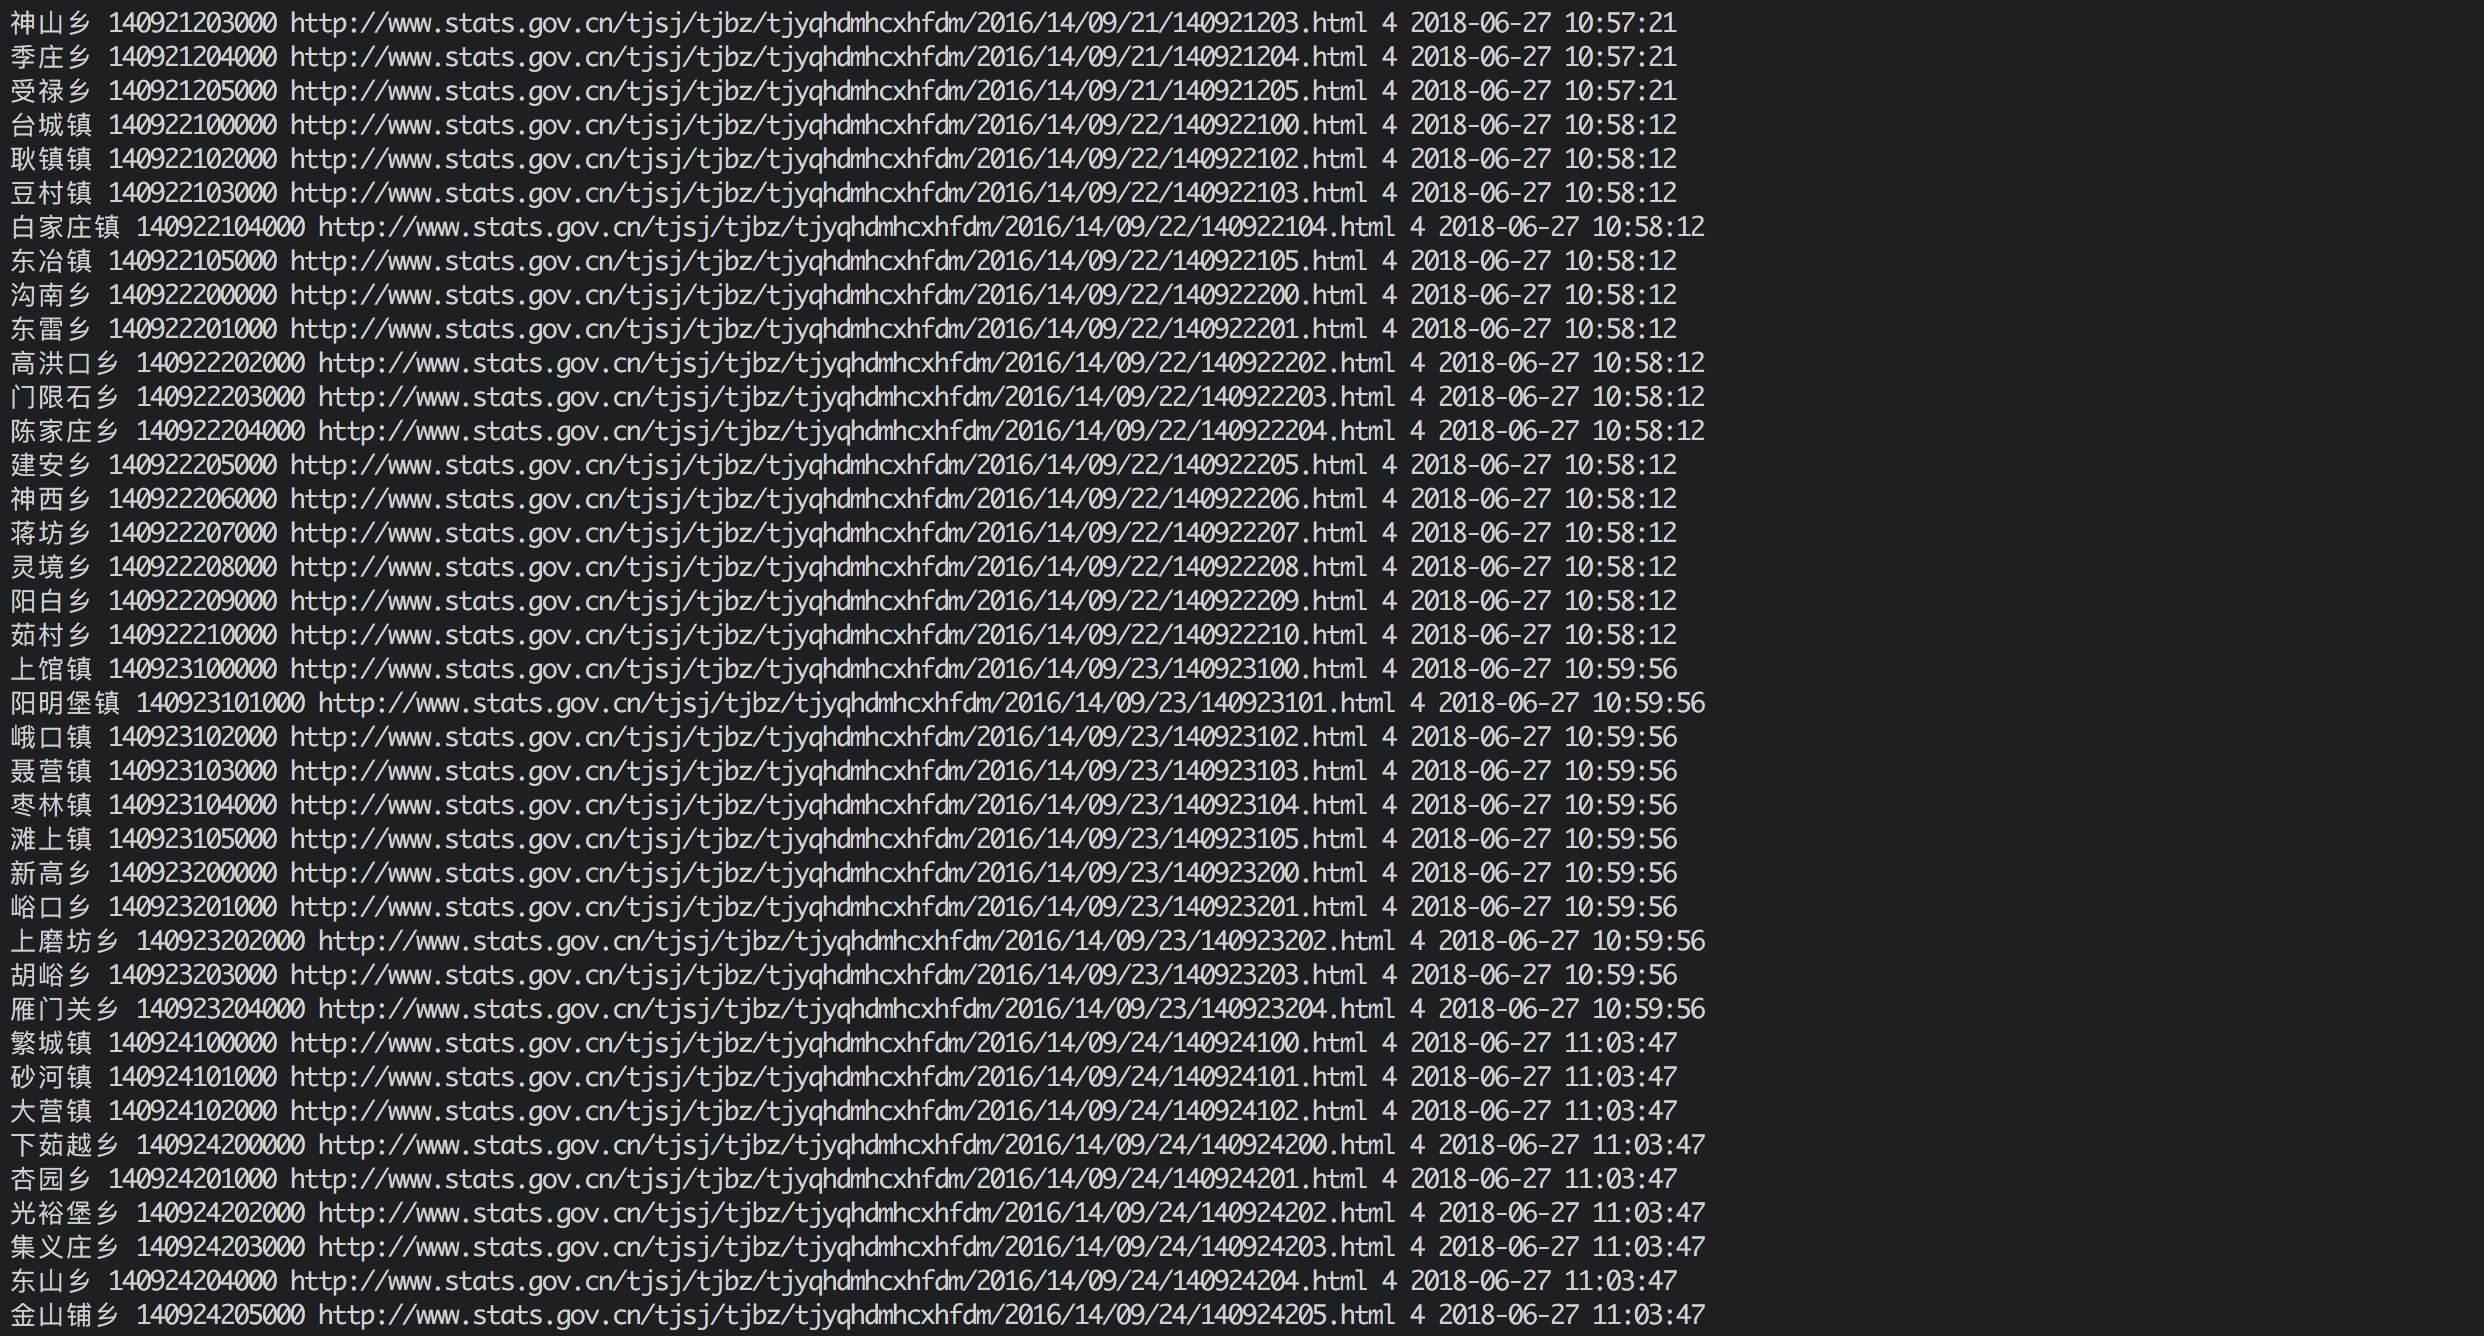 神山乡 140921203000 http://www.stats.gov.cn/tjsj/tjbz/tjyqhdmhcxhfdm/2016/14/09/21/140921203.html 4 2018-06-27 10:57:21
季庄乡 140921204000 http://www.stats.gov.cn/tjsj/tjbz/tjyqhdmhcxhfdm/2016/14/09/21/140921204.html 4 2018-06-27 10:57:21
受禄乡 140921205000 http://www.stats.gov.cn/tjsj/tjbz/tjyqhdmhcxhfdm/2016/14/09/21/140921205.html 4 2018-06-27 10:57:21
台城镇 140922100000 http://www.stats.gov.cn/tjsj/tjbz/tjyqhdmhcxhfdm/2016/14/09/22/140922100.html 4 2018-06-27 10:58:12
耿镇镇 140922102000 http://www.stats.gov.cn/tjsj/tjbz/tjyqhdmhcxhfdm/2016/14/09/22/140922102.html 4 2018-06-27 10:58:12
豆村镇 140922103000 http://www.stats.gov.cn/tjsj/tjbz/tjyqhdmhcxhfdm/2016/14/09/22/140922103.html 4 2018-06-27 10:58:12
白家庄镇 140922104000 http://www.stats.gov.cn/tjsj/tjbz/tjyqhdmhcxhfdm/2016/14/09/22/140922104.html 4 2018-06-27 10:58:12
东冶镇 140922105000 http://www.stats.gov.cn/tjsj/tjbz/tjyqhdmhcxhfdm/2016/14/09/22/140922105.html 4 2018-06-27 10:58:12
沟南乡 140922200000 http://www.stats.gov.cn/tjsj/tjbz/tjyqhdmhcxhfdm/2016/14/09/22/140922200.html 4 2018-06-27 10:58:12
东雷乡 140922201000 http://www.stats.gov.cn/tjsj/tjbz/tjyqhdmhcxhfdm/2016/14/09/22/140922201.html 4 2018-06-27 10:58:12
高洪口乡 140922202000 http://www.stats.gov.cn/tjsj/tjbz/tjyqhdmhcxhfdm/2016/14/09/22/140922202.html 4 2018-06-27 10:58:12
门限石乡 140922203000 http://www.stats.gov.cn/tjsj/tjbz/tjyqhdmhcxhfdm/2016/14/09/22/140922203.html 4 2018-06-27 10:58:12
陈家庄乡 140922204000 http://www.stats.gov.cn/tjsj/tjbz/tjyqhdmhcxhfdm/2016/14/09/22/140922204.html 4 2018-06-27 10:58:12
建安乡 140922205000 http://www.stats.gov.cn/tjsj/tjbz/tjyqhdmhcxhfdm/2016/14/09/22/140922205.html 4 2018-06-27 10:58:12
神西乡 140922206000 http://www.stats.gov.cn/tjsj/tjbz/tjyqhdmhcxhfdm/2016/14/09/22/140922206.html 4 2018-06-27 10:58:12
蒋坊乡 140922207000 http://www.stats.gov.cn/tjsj/tjbz/tjyqhdmhcxhfdm/2016/14/09/22/140922207.html 4 2018-06-27 10:58:12
灵境乡 140922208000 http://www.stats.gov.cn/tjsj/tjbz/tjyqhdmhcxhfdm/2016/14/09/22/140922208.html 4 2018-06-27 10:58:12
阳白乡 140922209000 http://www.stats.gov.cn/tjsj/tjbz/tjyqhdmhcxhfdm/2016/14/09/22/140922209.html 4 2018-06-27 10:58:12
茹村乡 140922210000 http://www.stats.gov.cn/tjsj/tjbz/tjyqhdmhcxhfdm/2016/14/09/22/140922210.html 4 2018-06-27 10:58:12
上馆镇 140923100000 http://www.stats.gov.cn/tjsj/tjbz/tjyqhdmhcxhfdm/2016/14/09/23/140923100.html 4 2018-06-27 10:59:56
阳明堡镇 140923101000 http://www.stats.gov.cn/tjsj/tjbz/tjyqhdmhcxhfdm/2016/14/09/23/140923101.html 4 2018-06-27 10:59:56
峨口镇 140923102000 http://www.stats.gov.cn/tjsj/tjbz/tjyqhdmhcxhfdm/2016/14/09/23/140923102.html 4 2018-06-27 10:59:56
聂营镇 140923103000 http://www.stats.gov.cn/tjsj/tjbz/tjyqhdmhcxhfdm/2016/14/09/23/140923103.html 4 2018-06-27 10:59:56
枣林镇 140923104000 http://www.stats.gov.cn/tjsj/tjbz/tjyqhdmhcxhfdm/2016/14/09/23/140923104.html 4 2018-06-27 10:59:56
滩上镇 140923105000 http://www.stats.gov.cn/tjsj/tjbz/tjyqhdmhcxhfdm/2016/14/09/23/140923105.html 4 2018-06-27 10:59:56
新高乡 140923200000 http://www.stats.gov.cn/tjsj/tjbz/tjyqhdmhcxhfdm/2016/14/09/23/140923200.html 4 2018-06-27 10:59:56
峪口乡 140923201000 http://www.stats.gov.cn/tjsj/tjbz/tjyqhdmhcxhfdm/2016/14/09/23/140923201.html 4 2018-06-27 10:59:56
上磨坊乡 140923202000 http://www.stats.gov.cn/tjsj/tjbz/tjyqhdmhcxhfdm/2016/14/09/23/140923202.html 4 2018-06-27 10:59:56
胡峪乡 140923203000 http://www.stats.gov.cn/tjsj/tjbz/tjyqhdmhcxhfdm/2016/14/09/23/140923203.html 4 2018-06-27 10:59:56
雁门关乡 140923204000 http://www.stats.gov.cn/tjsj/tjbz/tjyqhdmhcxhfdm/2016/14/09/23/140923204.html 4 2018-06-27 10:59:56
繁城镇 140924100000 http://www.stats.gov.cn/tjsj/tjbz/tjyqhdmhcxhfdm/2016/14/09/24/140924100.html 4 2018-06-27 11:03:47
砂河镇 140924101000 http://www.stats.gov.cn/tjsj/tjbz/tjyqhdmhcxhfdm/2016/14/09/24/140924101.html 4 2018-06-27 11:03:47
大营镇 140924102000 http://www.stats.gov.cn/tjsj/tjbz/tjyqhdmhcxhfdm/2016/14/09/24/140924102.html 4 2018-06-27 11:03:47
下茹越乡 140924200000 http://www.stats.gov.cn/tjsj/tjbz/tjyqhdmhcxhfdm/2016/14/09/24/140924200.html 4 2018-06-27 11:03:47
杏园乡 140924201000 http://www.stats.gov.cn/tjsj/tjbz/tjyqhdmhcxhfdm/2016/14/09/24/140924201.html 4 2018-06-27 11:03:47
光裕堡乡 140924202000 http://www.stats.gov.cn/tjsj/tjbz/tjyqhdmhcxhfdm/2016/14/09/24/140924202.html 4 2018-06-27 11:03:47
集义庄乡 140924203000 http://www.stats.gov.cn/tjsj/tjbz/tjyqhdmhcxhfdm/2016/14/09/24/140924203.html 4 2018-06-27 11:03:47
东山乡 140924204000 http://www.stats.gov.cn/tjsj/tjbz/tjyqhdmhcxhfdm/2016/14/09/24/140924204.html 4 2018-06-27 11:03:47
金山铺乡 140924205000 http://www.stats.gov.cn/tjsj/tjbz/tjyqhdmhcxhfdm/2016/14/09/24/140924205.html 4 2018-06-27 11:03:47